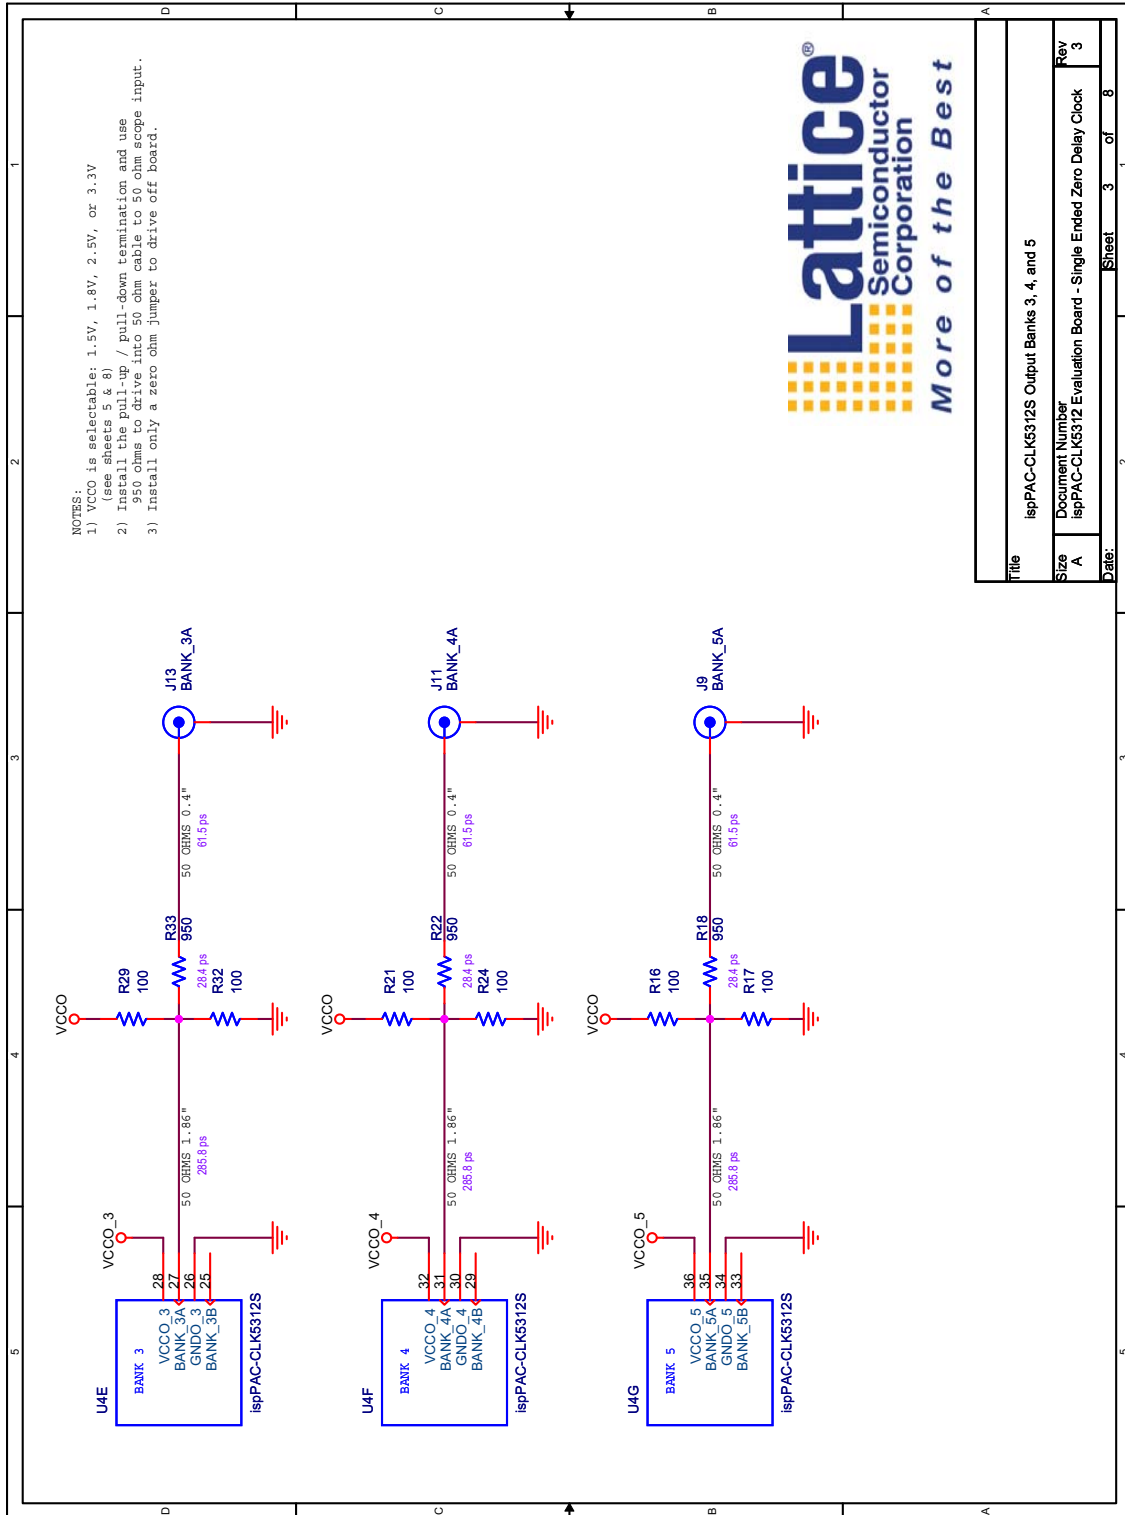 5
4
3
2
1
D
C
B
A
NOTES:
1) VCCO is selectable: 1.5V, 1.8V, 2.5V, or 3.3V
(see sheets 5 & 8)
2) Install the pull-up / pull-down termination and use
950 ohms to drive into 50 ohm cable to 50 ohm scope input.
3) Install only a zero ohm jumper to drive off board.
U4E
BANK 3
VCCO_3
BANK_3A
GNDO_3
BANK_3B
ispPAC-CLK5312S
28
27
26
25
VCCO_3
50 OHMS 1.86"
285.8 ps
VCCO
R29
100
R32
100
R33
950
28.4 ps
50 OHMS 0.4"
61.5 ps
J13
BANK_3A
U4F
BANK 4
VCCO_4
BANK_4A
GNDO_4
BANK_4B
ispPAC-CLK5312S
32
31
30
29
VCCO_4
50 OHMS 1.86"
285.8 ps
VCCO
R21
100
R24
100
R22
950
28.4 ps
50 OHMS 0.4"
61.5 ps
J11
BANK_4A
U4G
BANK 5
VCCO_5
BANK_5A
GNDO_5
BANK_5B
ispPAC-CLK5312S
36
35
34
33
VCCO_5
50 OHMS 1.86"
285.8 ps
VCCO
R16
100
R17
100
R18
950
28.4 ps
50 OHMS 0.4"
61.5 ps
J9
BANK_5A
Lattice®
Semiconductor
Corporation
More of the Best
Title
ispPAC-CLK5312S Output Banks 3, 4, and 5
Size
A
Document Number
ispPAC-CLK5312 Evaluation Board - Single Ended Zero Delay Clock
Rev
3
Date:
Sheet 3 of 8
D
C
B
A
5
4
3
2
1